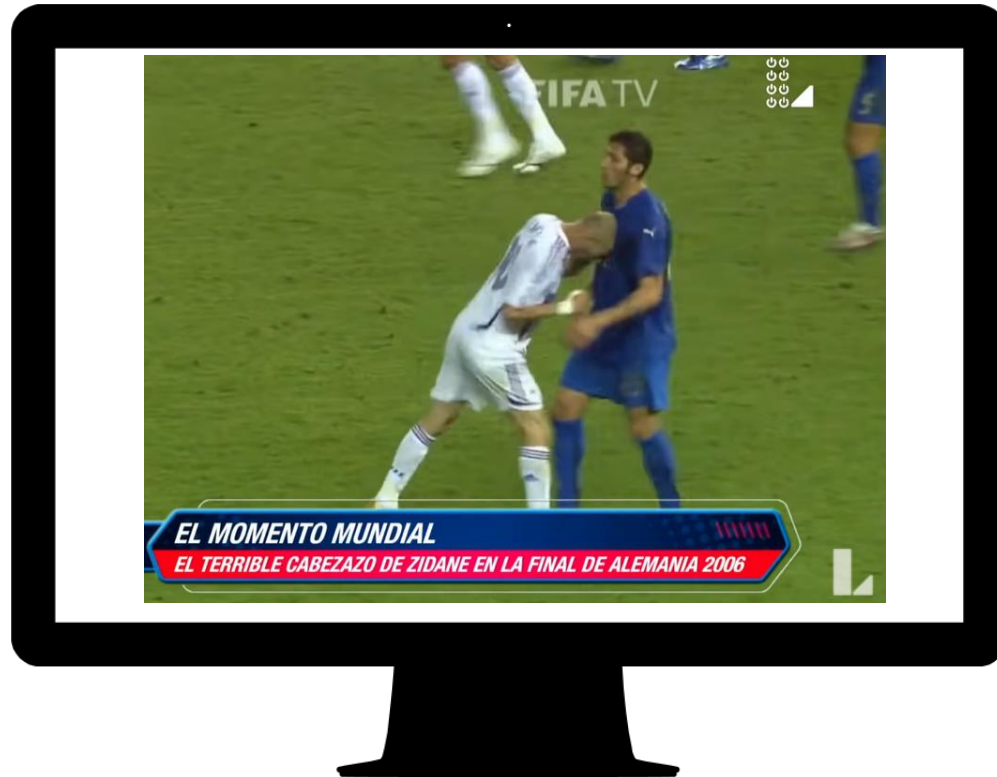 FIFA TV
EL MOMENTO MUNDIAL
EL TERRIBLE CABEZAZO DE ZIDANE EN LA FINAL DE ALEMANIA 2006
L